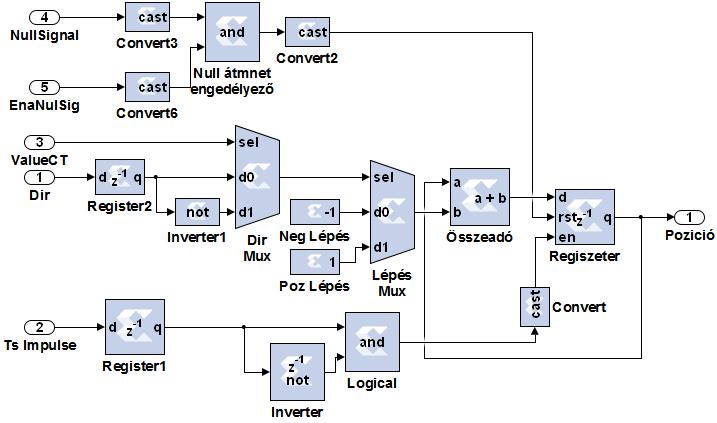 4
NullSignal
cast
Convert3
and
Null átmnet
engedélyező
cast
Convert2
5
EnaNulSig
cast
Convert6
3
ValueCT
1
Dir
d z-1 q
Register2
not
Inverter1
sel
d0
d1
Dir
Mux
-1
Neg Lépés
1
Poz Lépés
sel
d0
d1
Lépés
Mux
a
b
a + b
Összeadó
d
rst z-1 q
en
Regiszeter
1
Pozició
cast
Convert
2
Ts Impulse
d z-1 q
Register1
z-1
not
Inverter
and
Logical